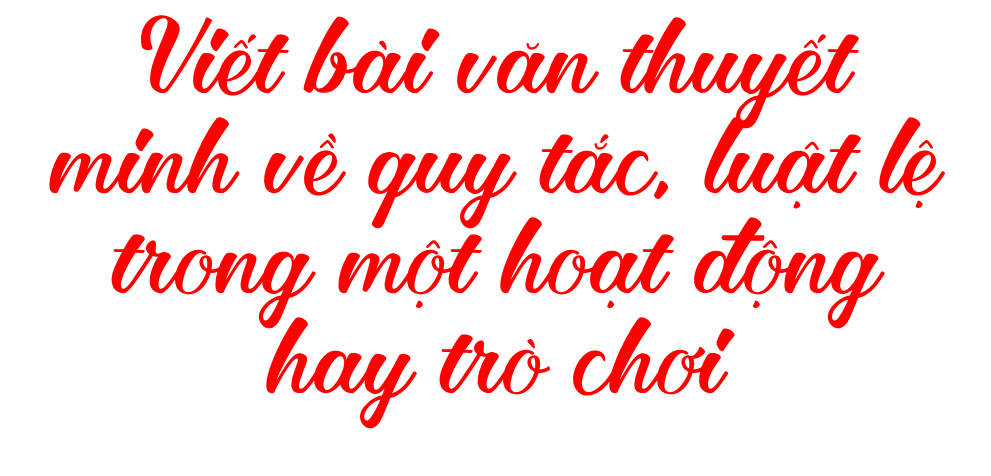 Viết bài văn thuyết
minh về quy tắc, luật lệ
trong một hoạt động
hay trò chơi